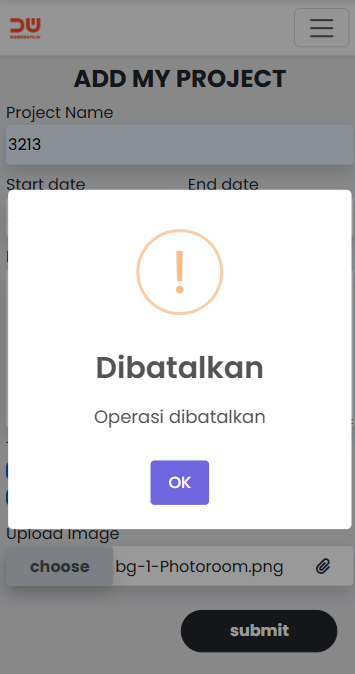 ADD MY PROJECT
Project Name
3213
Start date End date
!
Dibatalkan
Operasi dibatalkan
OK
Upload Image
choose bg-1-Photoroom.png
submit